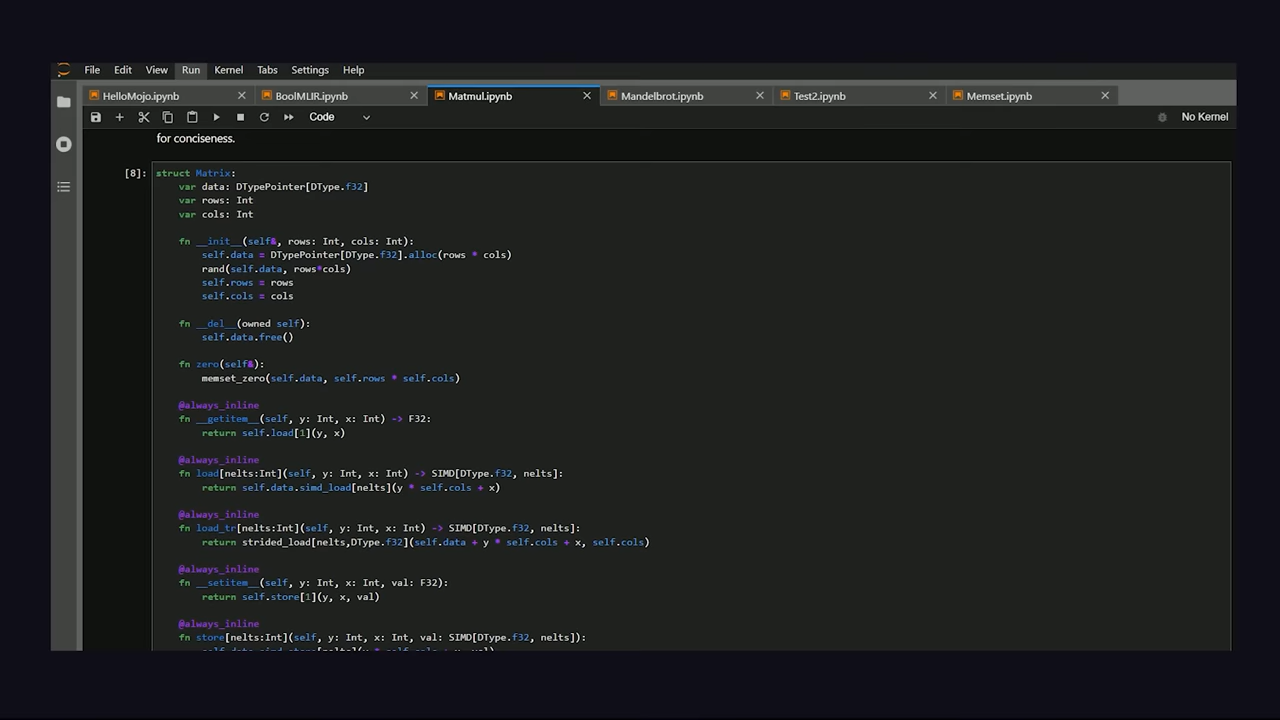 File Edit View Run Kernel Tabs Settings Help
HelloMojo.ipynb BoolMLIR.ipynb Matmul.ipynb Mandelbrot.ipynb Test2.ipynb Memset.ipynb
Code No Kernel
for conciseness.
[8]: struct Matrix:
var data: DTypePointer[DType.f32]
var rows: Int
var cols: Int
fn __init__(self&, rows: Int, cols: Int):
self.data = DTypePointer[DType.f32].alloc(rows * cols)
rand(self.data, rows*cols)
self.rows = rows
self.cols = cols
fn __del__(owned self):
self.data.free()
fn zero(self&):
memset_zero(self.data, self.rows * self.cols)
@always_inline
fn __getitem__(self, y: Int, x: Int) -> F32:
return self.load[1](y, x)
@always_inline
fn load[nelts:Int](self, y: Int, x: Int) -> SIMD[DType.f32, nelts]:
return self.data.simd_load[nelts](y * self.cols + x)
@always_inline
fn load_tr[nelts:Int](self, y: Int, x: Int) -> SIMD[DType.f32, nelts]:
return strided_load[nelts,DType.f32](self.data + y * self.cols + x, self.cols)
@always_inline
fn __setitem__(self, y: Int, x: Int, val: F32):
return self.store[1](y, x, val)
@always_inline
fn store[nelts:Int](self, y: Int, x: Int, val: SIMD[DType.f32, nelts]):